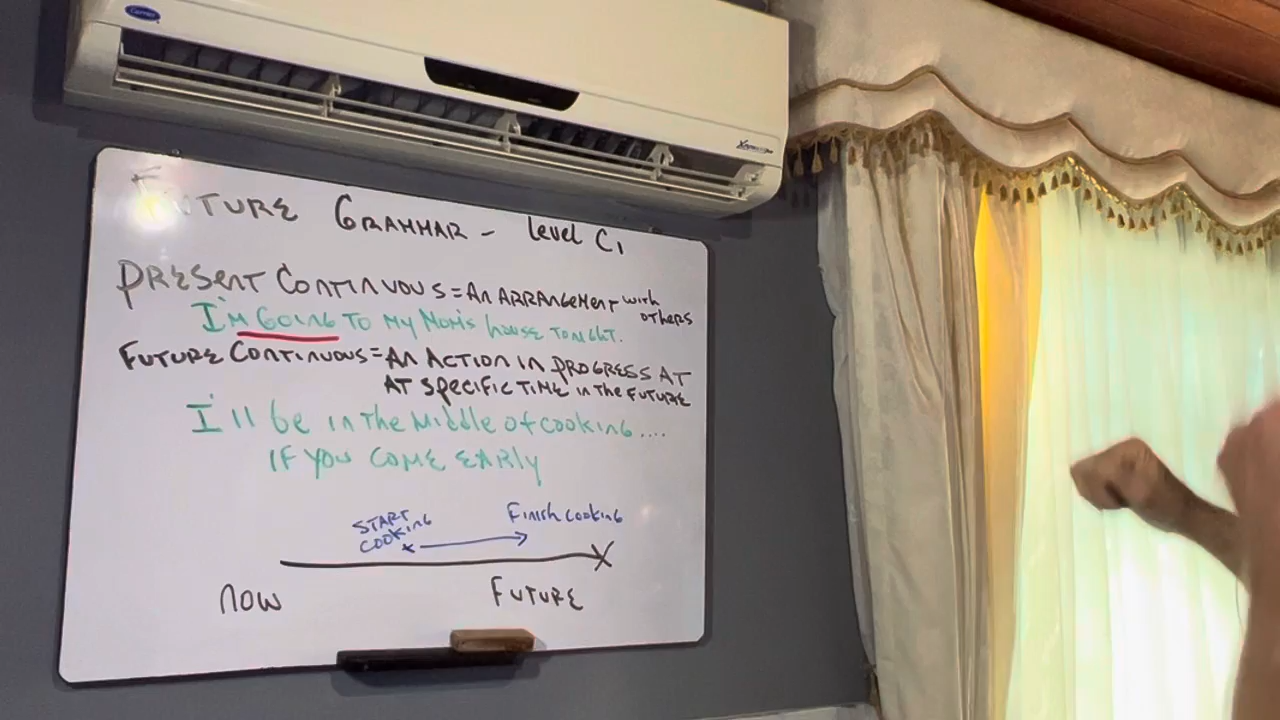 Carrier
FUTURE GRAMMAR - Level C1
PRESENT CONTINUOUS = AN ARRANGEMENT with
others
I'M GOING TO MY MOM'S house TONIGHT.
FUTURE CONTINUOUS = AN ACTION IN PROGRESS AT
AT SPECIFIC TIME IN THE FUTURE
I'll be in the Middle of cooking....
IF YOU COME EARLY
START
COOKING
Finish cooking
NOW
FUTURE